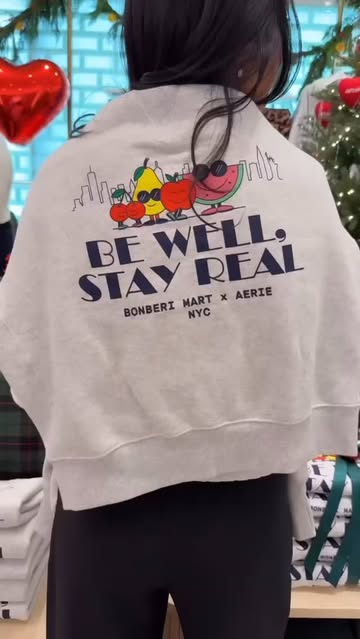 BE WELL,
STAY REAL
BONBERI MART x AERIE
NYC